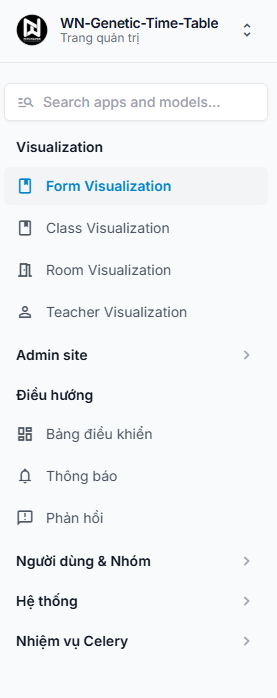 WN-Genetic-Time-Table
Trang quản trị
Search apps and models...
Visualization
Form Visualization
Class Visualization
Room Visualization
Teacher Visualization
Admin site
Điều hướng
Bảng điều khiển
Thông báo
Phản hồi
Người dùng & Nhóm
Hệ thống
Nhiệm vụ Celery